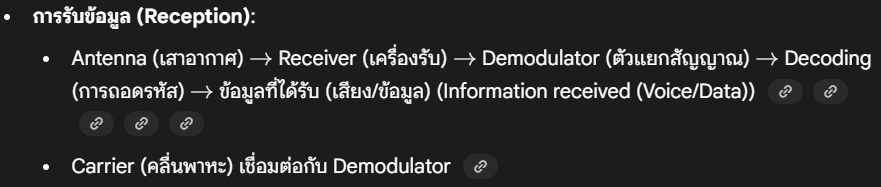 • การรับข้อมูล (Reception):
• Antenna (เสาอากาศ) → Receiver (เครื่องรับ) → Demodulator (ตัวแยกสัญญาณ) → Decoding
(การถอดรหัส) → ข้อมูลที่ได้รับ (เสียง/ข้อมูล) (Information received (Voice/Data))
• Carrier (คลื่นพาหะ) เชื่อมต่อกับ Demodulator